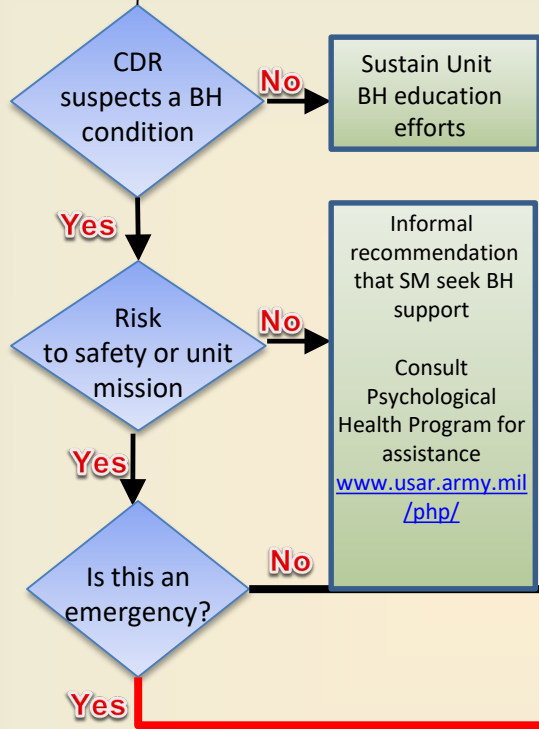 CDR
suspects a BH
condition
No
Sustain Unit
BH education
efforts
Yes
Risk
to safety or unit
mission
No
Informal
recommendation
that SM seek BH
support
Consult
Psychological
Health Program for
assistance
www.usar.army.mil
/php/
Yes
Is this an
emergency?
No
Yes